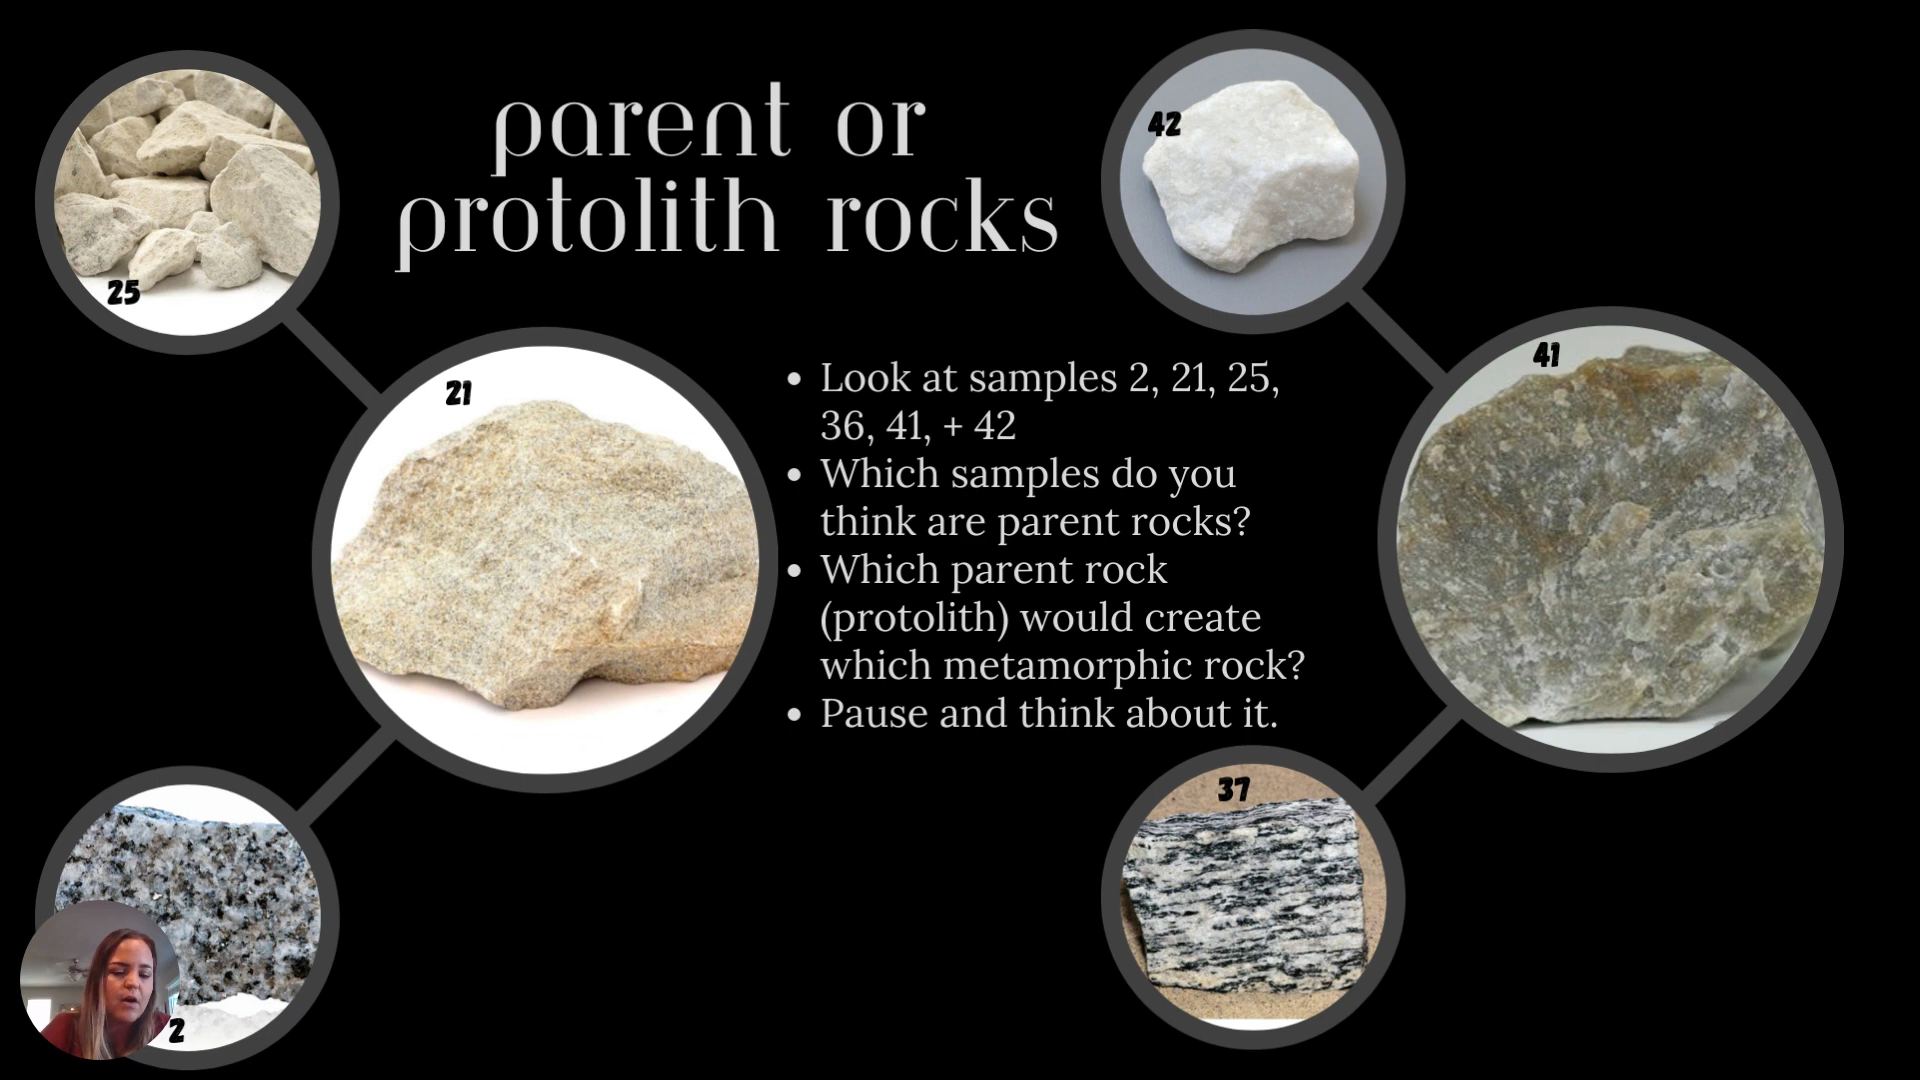 parent or
protolith rocks
25
42
21
41
• Look at samples 2, 21, 25,
36, 41, + 42
• Which samples do you
think are parent rocks?
• Which parent rock
(protolith) would create
which metamorphic rock?
• Pause and think about it.
37
2